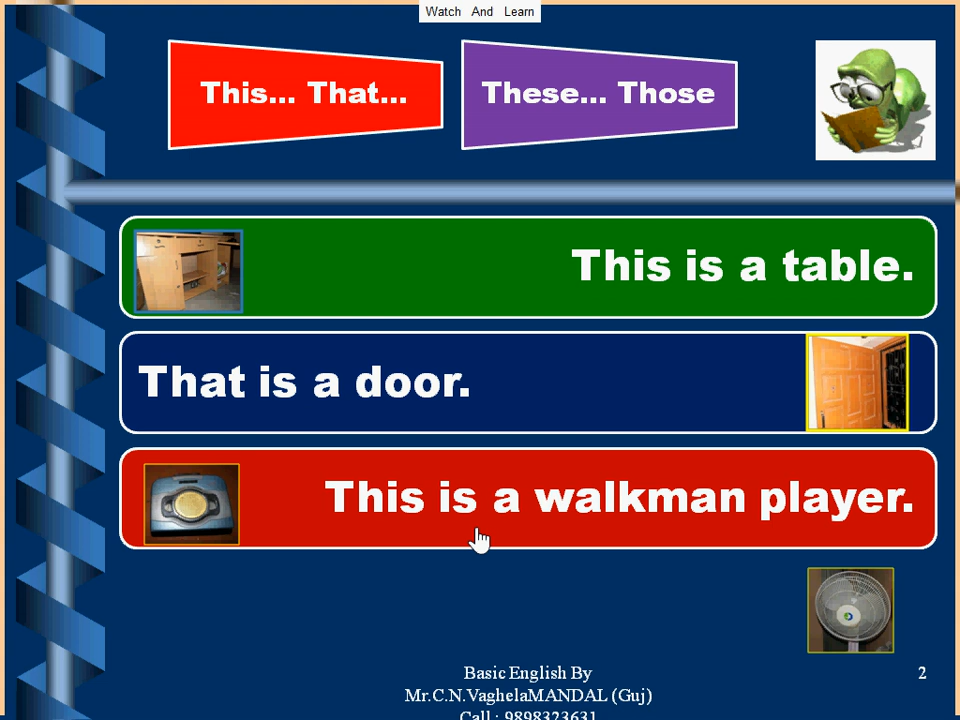 Watch And Learn
This... That...
These... Those
This is a table.
That is a door.
This is a walkman player.
Basic English By
Mr.C.N.VaghelaMANDAL (Guj)
Call : 9898323631
2